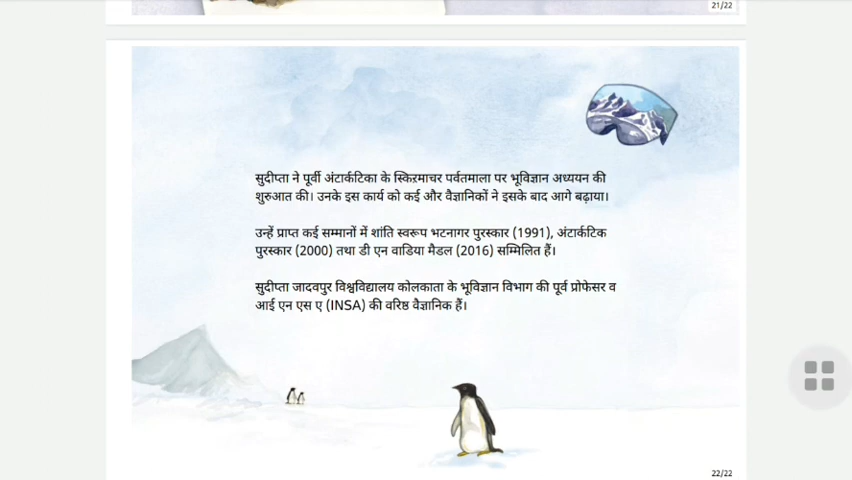 21/22
सुदीप्ता ने पूर्वी अंटार्कटिका के स्किरमाचर पर्वतमाला पर भूविज्ञान अध्ययन की
शुरुआत की। उनके इस कार्य को कई और वैज्ञानिकों ने इसके बाद आगे बढ़ाया।
उन्हें प्राप्त कई सम्मानों में शांति स्वरूप भटनागर पुरस्कार (1991), अंटार्कटिक
पुरस्कार (2000) तथा डी एन वाडिया मैडल (2016) सम्मिलित हैं।
सुदीप्ता जादवपुर विश्वविद्यालय कोलकाता के भूविज्ञान विभाग की पूर्व प्रोफेसर व
आई एन एस ए (INSA) की वरिष्ठ वैज्ञानिक हैं।
22/22